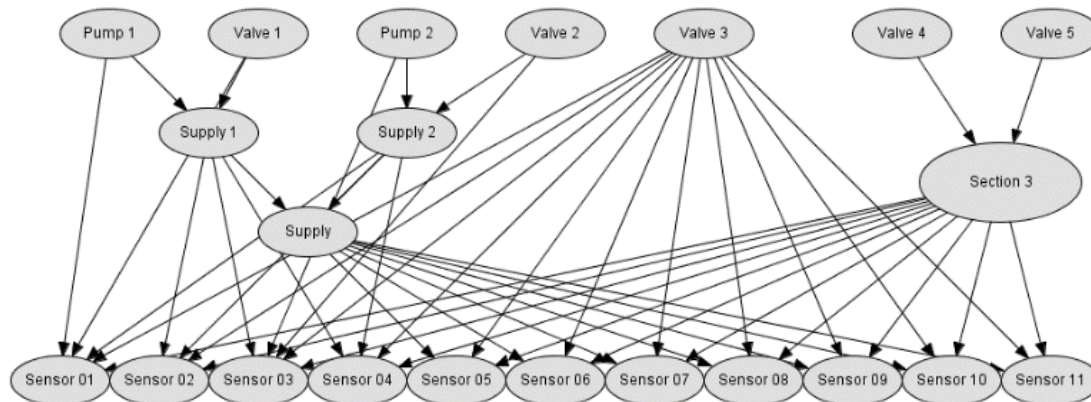 Pump 1 Valve 1 Pump 2 Valve 2 Valve 3 Valve 4 Valve 5
Supply 1 Supply 2
Section 3
Supply
Sensor 01 Sensor 02 Sensor 03 Sensor 04 Sensor 05 Sensor 06 Sensor 07 Sensor 08 Sensor 09 Sensor 10 Sensor 11